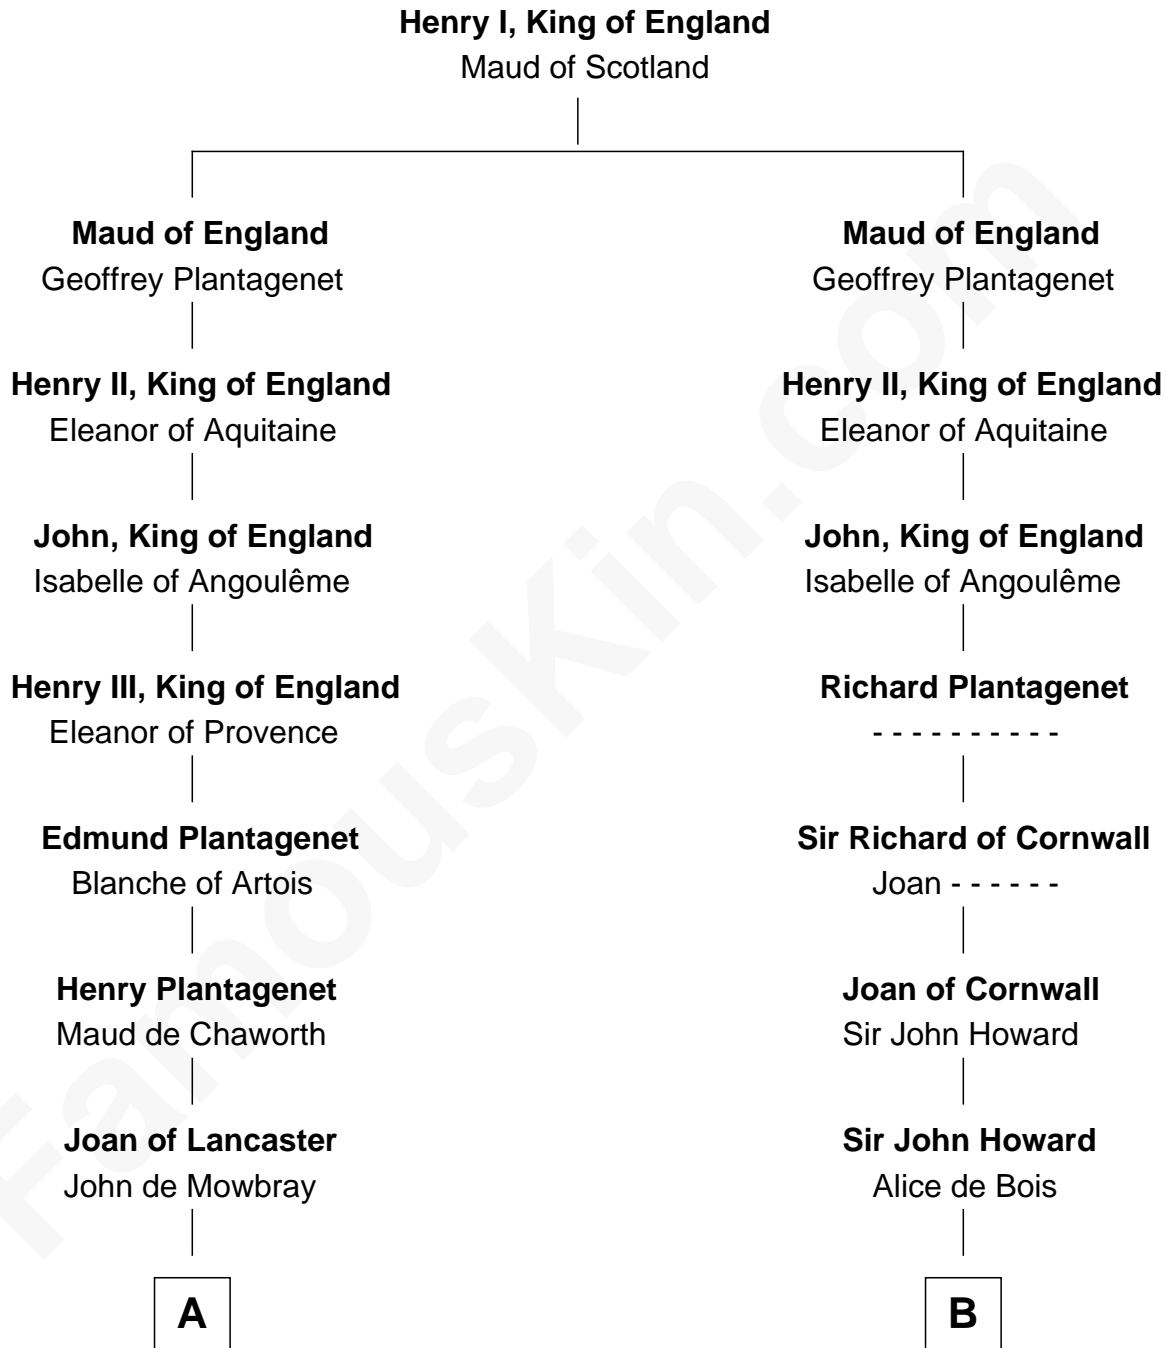 Henry I, King of England
Maud of Scotland
Maud of England
Geoffrey Plantagenet
Henry II, King of England
Eleanor of Aquitaine
John, King of England
Isabelle of Angoulême
Henry III, King of England
Eleanor of Provence
Edmund Plantagenet
Blanche of Artois
Henry Plantagenet
Maud de Chaworth
Joan of Lancaster
John de Mowbray
A
Maud of England
Geoffrey Plantagenet
Henry II, King of England
Eleanor of Aquitaine
John, King of England
Isabelle of Angoulême
Richard Plantagenet
- - - - - - - - - -
Sir Richard of Cornwall
Joan - - - - - -
Joan of Cornwall
Sir John Howard
Sir John Howard
Alice de Bois
B
FamousKin.com